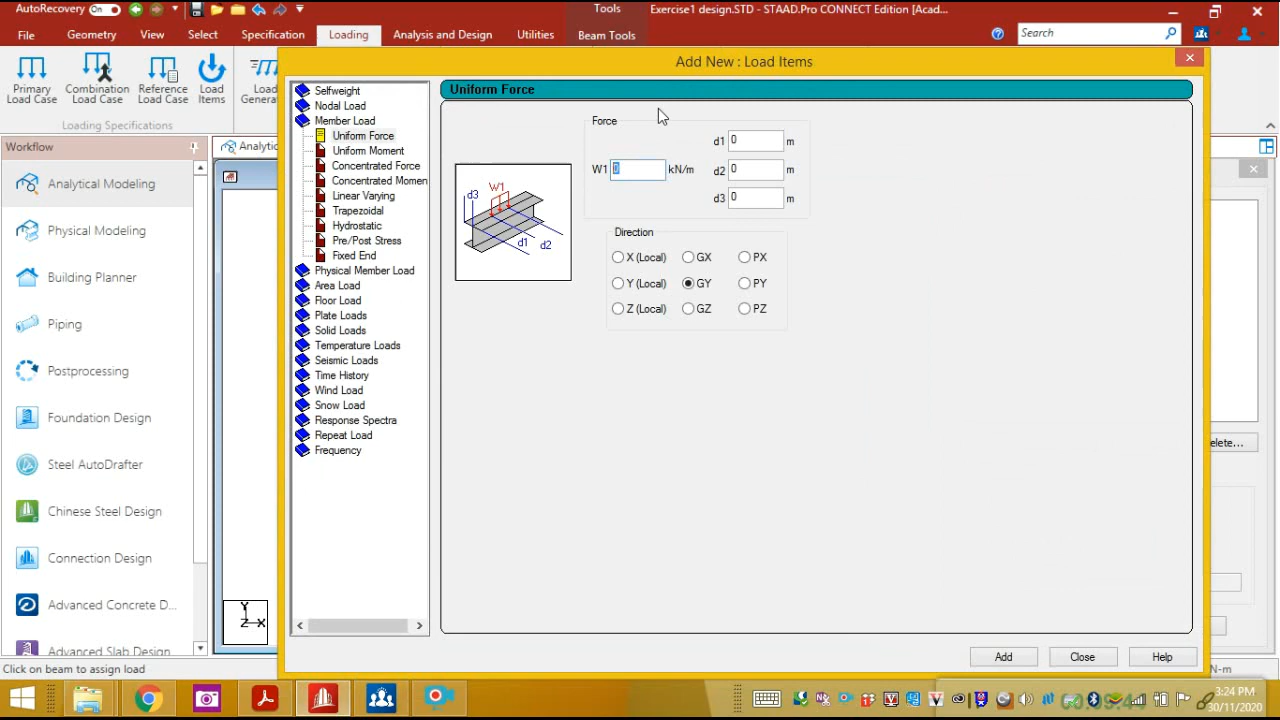 AutoRecovery On
Tools
Exercise1 design.STD - STAAD.Pro CONNECT Edition [Acad...
File
Geometry
View
Select
Specification
Loading
Analysis and Design
Utilities
Beam Tools
Search
Primary Load Case
Combination Load Case
Reference Load Case
Load Items
Load Genera
Loading Specifications
Add New : Load Items
Workflow
Analytical Modeling
Physical Modeling
Building Planner
Piping
Postprocessing
Foundation Design
Steel AutoDrafter
Chinese Steel Design
Connection Design
Advanced Concrete D...
Advanced Slab Design
Click on beam to assign load
Analytic
Y
Z X
Selfweight
Nodal Load
Member Load
Uniform Force
Uniform Moment
Concentrated Force
Concentrated Momen
Linear Varying
Trapezoidal
Hydrostatic
Pre/Post Stress
Fixed End
Physical Member Load
Area Load
Floor Load
Plate Loads
Solid Loads
Temperature Loads
Seismic Loads
Time History
Wind Load
Snow Load
Response Spectra
Repeat Load
Frequency
Uniform Force
W1
d3
d1 d2
Force
d1 0 m
W1 0 kN/m d2 0 m
d3 0 m
Direction
X (Local) GX PX
Y (Local) GY PY
Z (Local) GZ PZ
Add
Close
Help
elete...
N-m
3:24 PM
30/11/2020